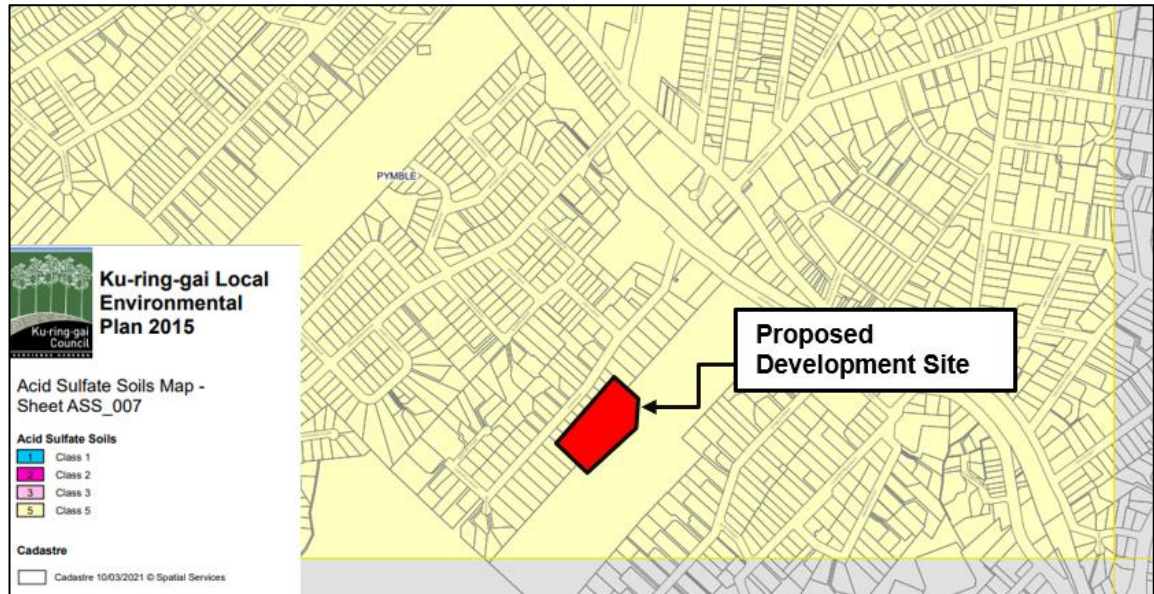 PYMBLE
Proposed
Development Site
Ku-ring-gai
Council
Ku-ring-gai Local
Environmental
Plan 2015
Acid Sulfate Soils Map -
Sheet ASS_007
Acid Sulfate Soils
1 Class 1
2 Class 2
3 Class 3
5 Class 5
Cadastre
Cadastre 10/03/2021 © Spatial Services